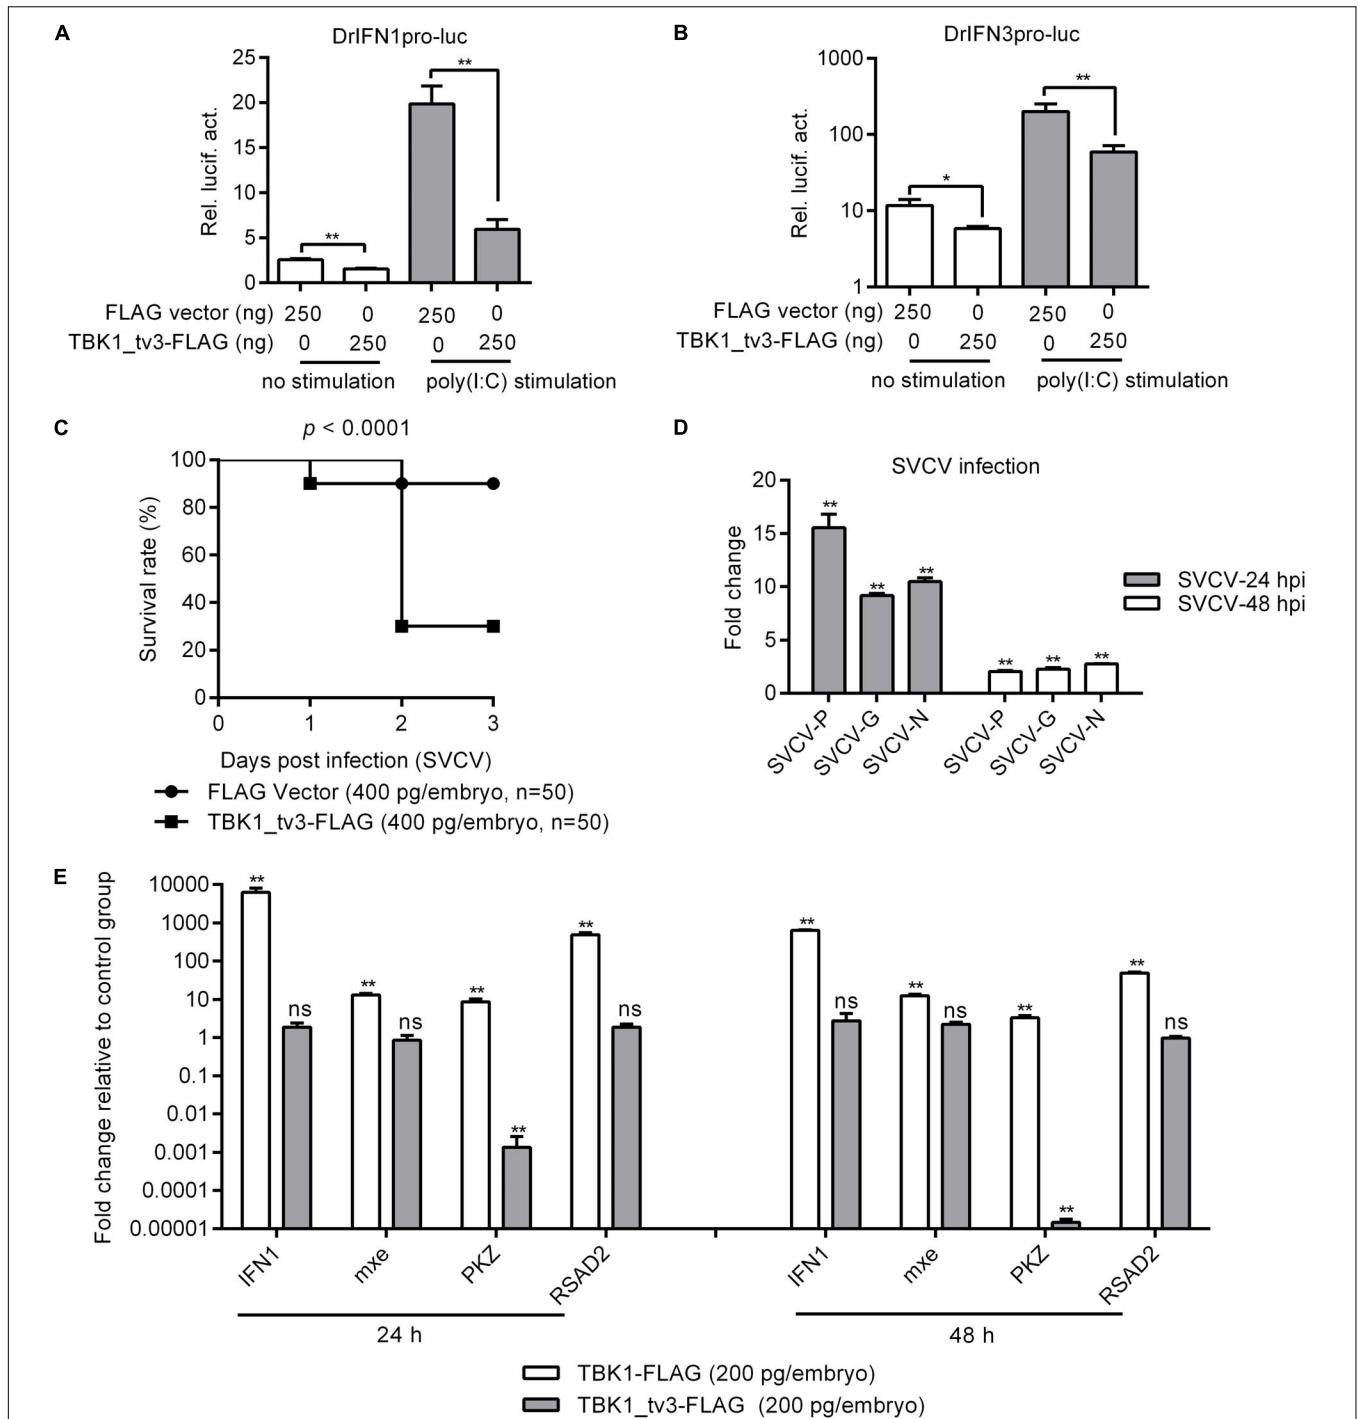 A
DrIFN1pro-luc
Rel. lucif. act.
25
20
15
10
5
0
**
**
FLAG vector (ng) 250 0 250 0
TBK1_tv3-FLAG (ng) 0 250 0 250
no stimulation poly(I:C) stimulation
B
DrIFN3pro-luc
Rel. lucif. act.
1000
100
10
1
*
**
FLAG vector (ng) 250 0 250 0
TBK1_tv3-FLAG (ng) 0 250 0 250
no stimulation poly(I:C) stimulation
C
p < 0.0001
Survival rate (%)
100
80
60
40
20
0
0 1 2 3
Days post infection (SVCV)
FLAG Vector (400 pg/embryo, n=50)
TBK1_tv3-FLAG (400 pg/embryo, n=50)
D
SVCV infection
Fold change
20
15
10
5
0
** ** ** ** ** **
SVCV-P SVCV-G SVCV-N SVCV-P SVCV-G SVCV-N
SVCV-24 hpi
SVCV-48 hpi
E
Fold change relative to control group
10000
1000
100
10
1
0.1
0.01
0.001
0.0001
0.00001
** ns ** ns ** ** ** ns ** ns ** ns ** ** ** ns
IFN1 mxe PKZ RSAD2 IFN1 mxe PKZ RSAD2
24 h 48 h
TBK1-FLAG (200 pg/embryo)
TBK1_tv3-FLAG (200 pg/embryo)